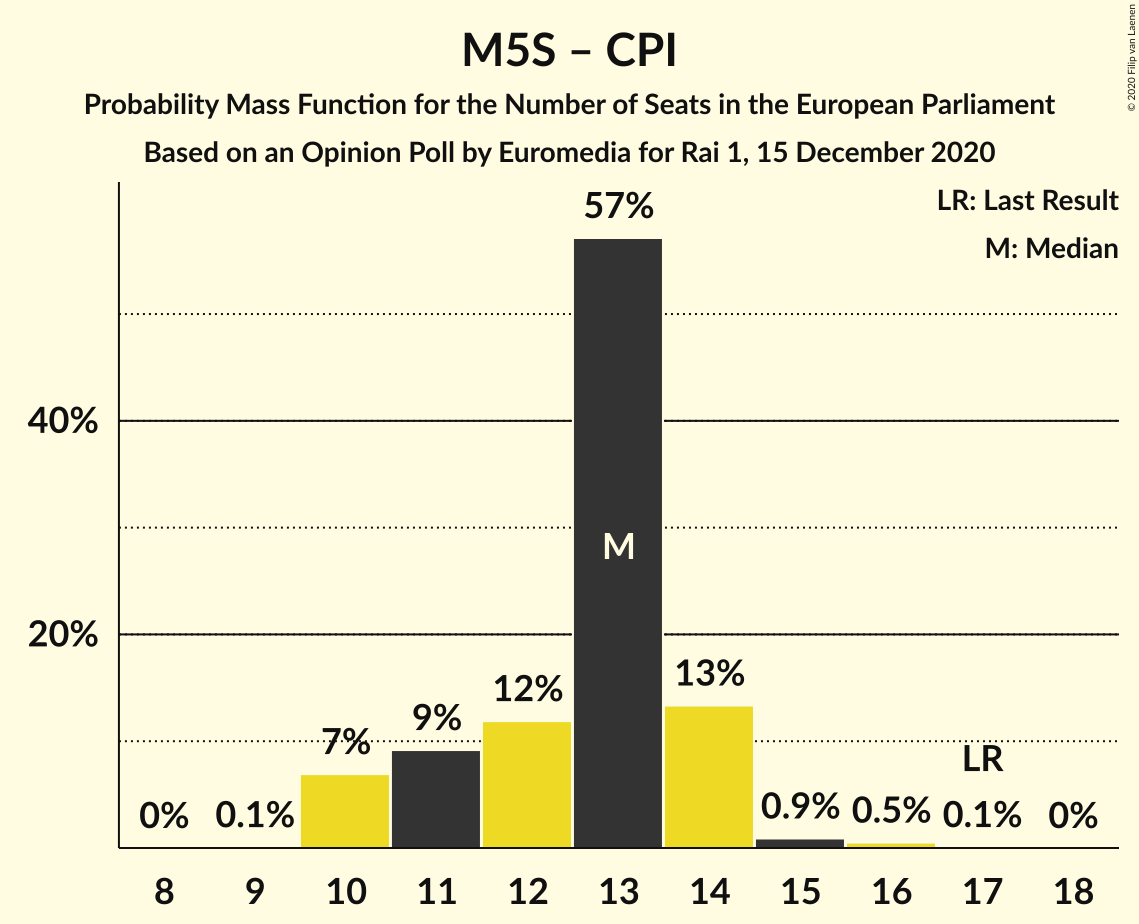 M5S – CPI
Probability Mass Function for the Number of Seats in the European Parliament
Based on an Opinion Poll by Euromedia for Rai 1, 15 December 2020
© 2020 Filip van Laenen
LR: Last Result
M: Median
57%
40%
M
20%
13%
12%
9%
7%
LR
0%
0.1%
0.9%
0.5%
0.1%
0%
8 9 10 11 12 13 14 15 16 17 18